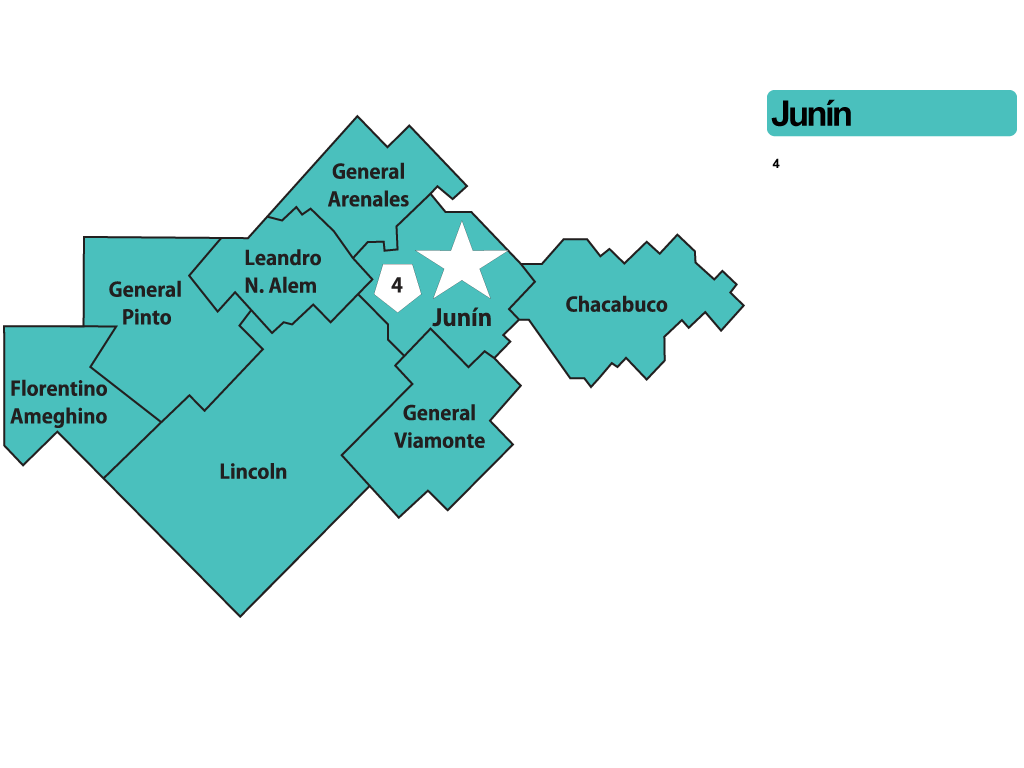 Junín
4
General
Arenales
Leandro
N. Alem
General
Pinto
4
Junín
Chacabuco
Florentino
Ameghino
General
Viamonte
Lincoln